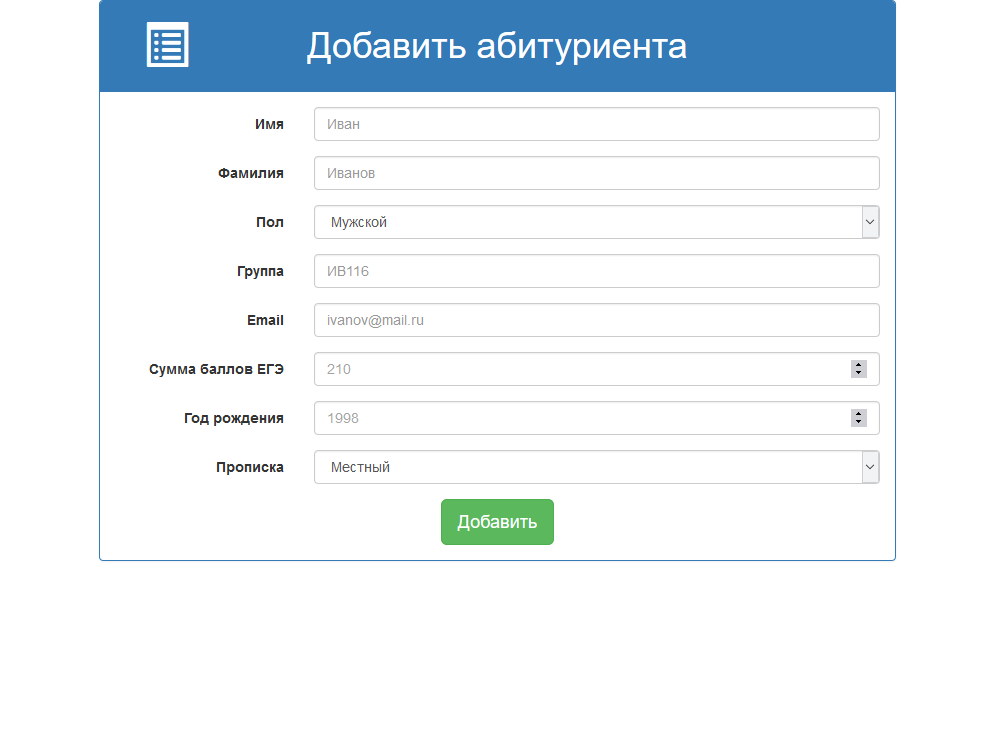 Добавить абитуриента
Имя Иван
Фамилия Иванов
Пол Мужской
Группа ИВ116
Email ivanov@mail.ru
Сумма баллов ЕГЭ 210
Год рождения 1998
Прописка Местный
Добавить